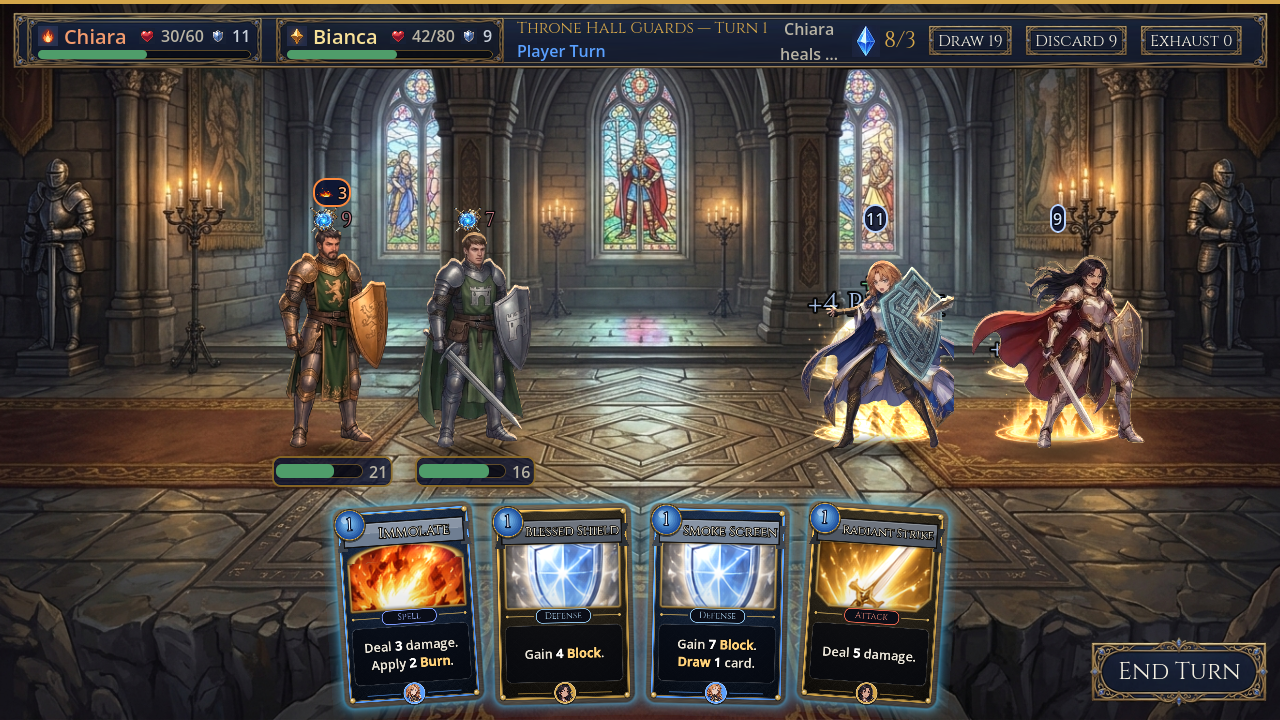 Chiara 30/60 11
Bianca 42/80 9
THRONE HALL GUARDS — TURN 1
Player Turn
Chiara
heals ...
8/3
DRAW 19
DISCARD 9
EXHAUST 0
3
9
7
11
9
+4
21
16
1
IMMOLATE
SPELL
Deal 3 damage.
Apply 2 Burn.
1
BLESSED SHIELD
DEFENSE
Gain 4 Block.
1
SMOKE SCREEN
DEFENSE
Gain 7 Block.
Draw 1 card.
1
RADIANT STRIKE
ATTACK
Deal 5 damage.
END TURN